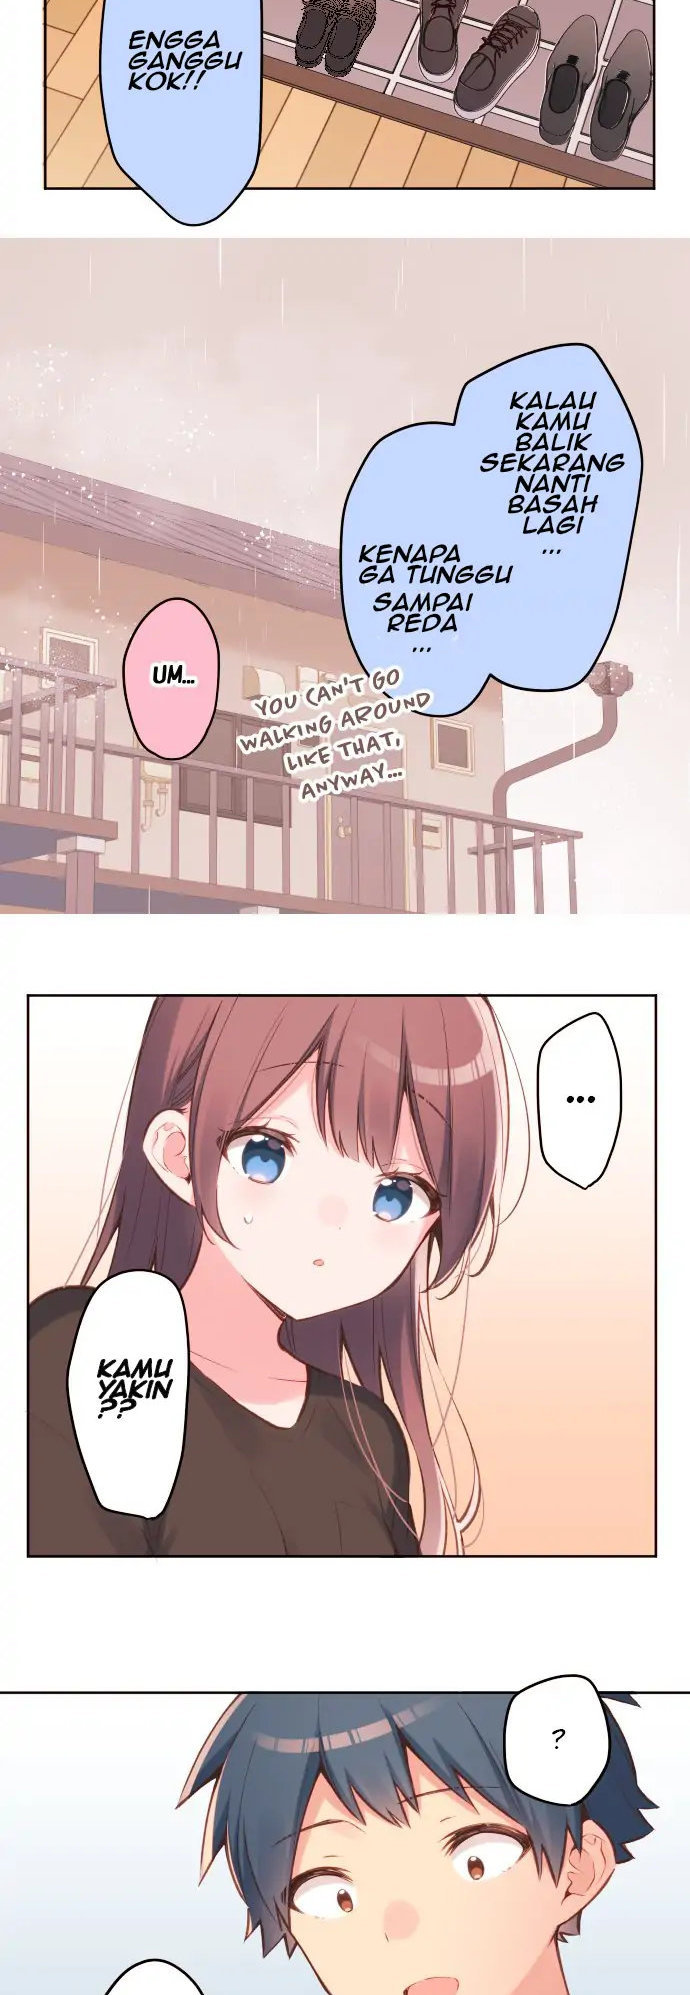 ENGGA
GANGGU
KOK!!
KALAU
KAMU
BALIK
SEKARANG
NANTI
BASAH
LAGI
...
KENAPA
GA TUNGGU
SAMPAI
REDA
...
UM...
YOU CAN'T GO
WALKING AROUND
LIKE THAT,
ANYWAY...
...
KAMU
YAKIN
??
?